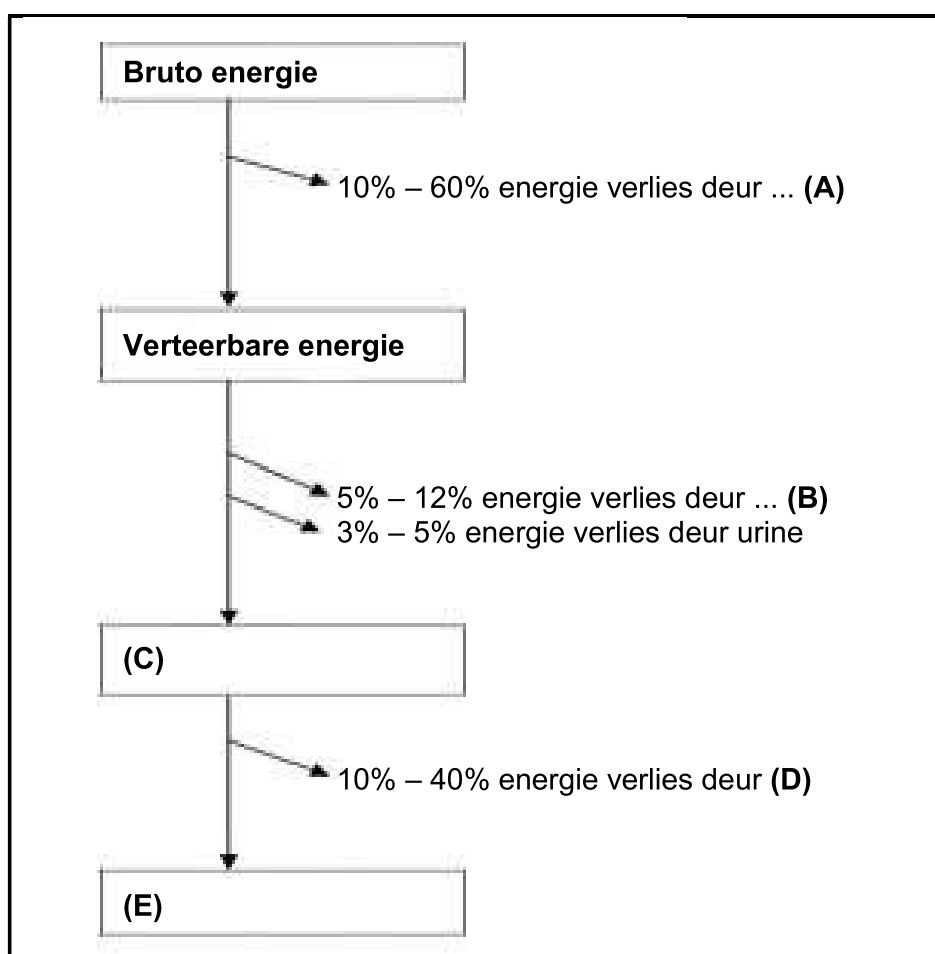 Bruto energie
10% – 60% energie verlies deur ... (A)
Verteerbare energie
5% – 12% energie verlies deur ... (B)
3% – 5% energie verlies deur urine
(C)
10% – 40% energie verlies deur (D)
(E)